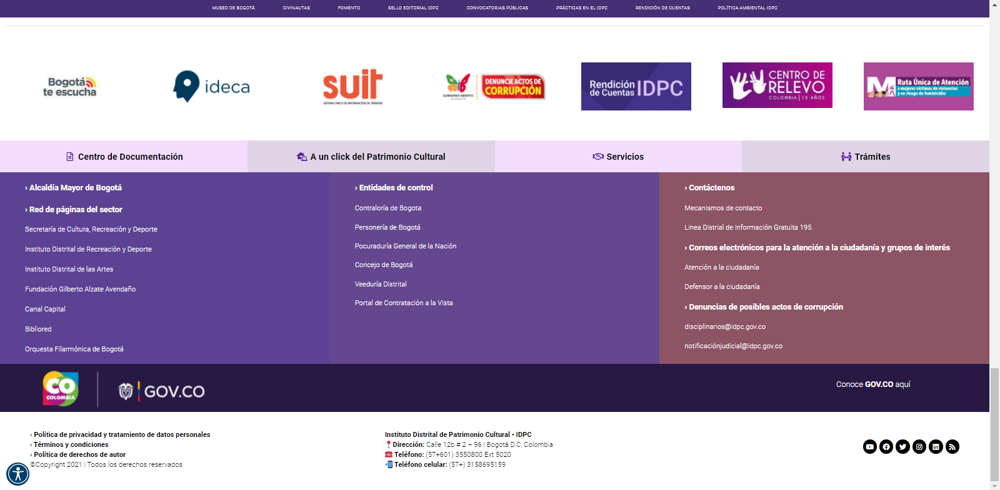 MUSEO DE BOGOTÁ CIVINAUTAS FOMENTO SELLO EDITORIAL IDPC CONVOCATORIAS PÚBLICAS PRÁCTICAS EN EL IDPC RENDICIÓN DE CUENTAS POLÍTICA AMBIENTAL IDPC
Bogotá
te escucha
ideca
suit
SISTEMA ÚNICO DE INFORMACIÓN DE TRÁMITES
GOBIERNO ABIERTO
DE BOGOTÁ
DENUNCIE ACTOS DE
CORRUPCIÓN
Rendición
de Cuentas
IDPC
CENTRO DE
RELEVO
COLOMBIA | 15 AÑOS
Ruta Única de Atención
a mujeres víctimas de violencias
y en riesgo de feminicidio
Centro de Documentación
A un click del Patrimonio Cultural
Servicios
Trámites
› Alcaldía Mayor de Bogotá
› Red de páginas del sector
Secretaría de Cultura, Recreación y Deporte
Instituto Distrital de Recreación y Deporte
Instituto Distrital de las Artes
Fundación Gilberto Alzate Avendaño
Canal Capital
Bibliored
Orquesta Filarmónica de Bogotá
› Entidades de control
Contraloría de Bogota
Personería de Bogotá
Pocuraduría General de la Nación
Concejo de Bogotá
Veeduría Distrital
Portal de Contratación a la Vista
› Contáctenos
Mecanismos de contacto
Linea Distrial de Información Gratuita 195
› Correos electrónicos para la atención a la ciudadanía y grupos de interés
Atención a la ciudadanía
Defensor a la ciudadanía
› Denuncias de posibles actos de corrupción
disciplinarios@idpc.gov.co
notificaciónjudicial@idpc.gov.co
CO
COLOMBIA
GOV.CO
Conoce GOV.CO aquí
› Política de privacidad y tratamiento de datos personales
› Términos y condiciones
› Política de derechos de autor
©Copyright 2021 | Todos los derechos reservados
Instituto Distrital de Patrimonio Cultural • IDPC
Dirección: Calle 12b # 2 – 96 | Bogotá D.C, Colombia
Teléfono: (57+601) 3550800 Ext 5020
Teléfono celular: (57+) 3158695159